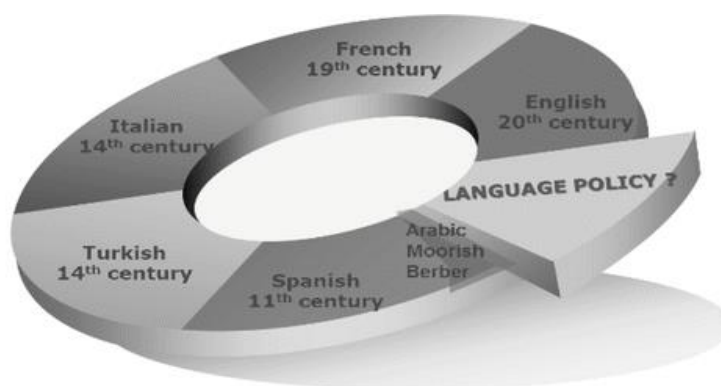 French
19th century
English
20th century
Italian
14th century
LANGUAGE POLICY ?
Arabic
Moorish
Berber
Turkish
14th century
Spanish
11th century